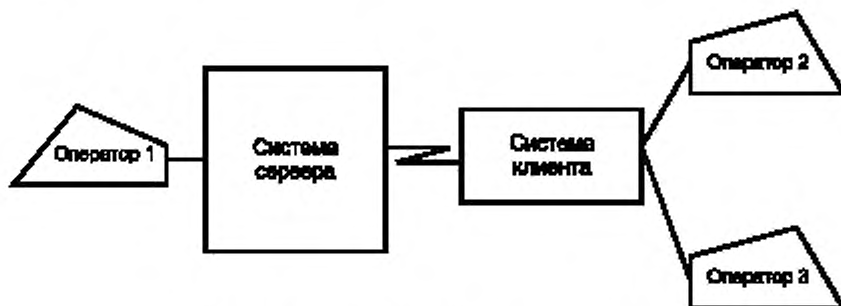 Оператор 1
Система
сервера
Система
клиента
Оператор 2
Оператор 3